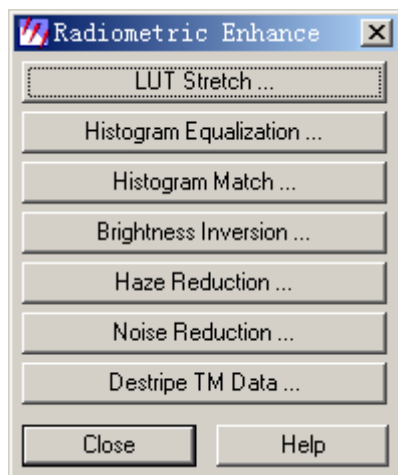 Radiometric Enhance
LUT Stretch ...
Histogram Equalization ...
Histogram Match ...
Brightness Inversion ...
Haze Reduction ...
Noise Reduction ...
Destripe TM Data ...
Close Help